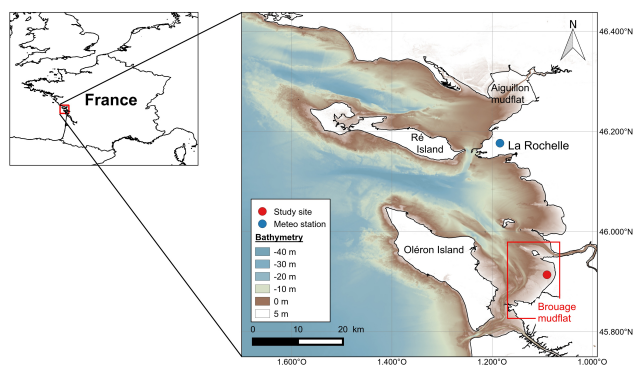 France
N
46.400°N
46.200°N
46.000°N
45.800°N
Aiguillon
mudflat
Ré
Island
La Rochelle
Oléron Island
Brouage
mudflat
Study site
Meteo station
Bathymetry
-40 m
-30 m
-20 m
-10 m
0 m
5 m
0 10 20 km
1.600°O 1.400°O 1.200°O 1.000°O